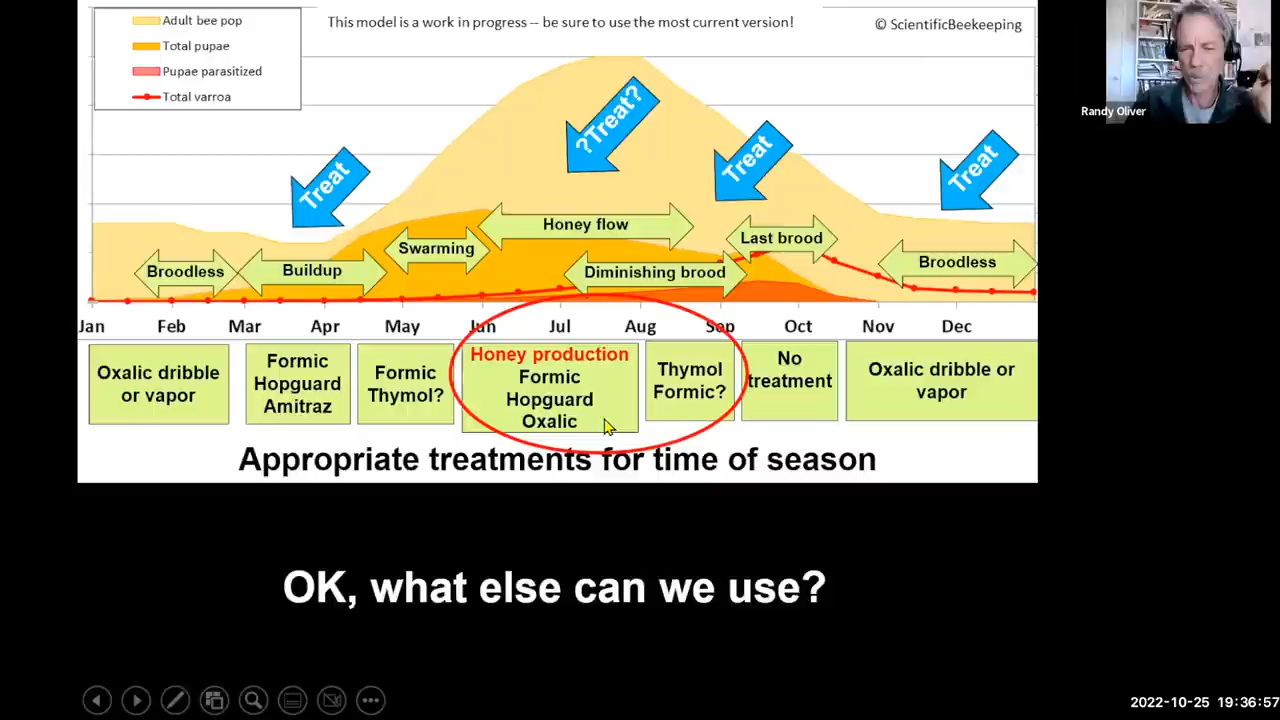 Adult bee pop
Total pupae
Pupae parasitized
Total varroa
This model is a work in progress -- be sure to use the most current version!
© ScientificBeekeeping
Randy Oliver
Treat
?Treat?
Treat
Treat
Broodless
Buildup
Swarming
Honey flow
Diminishing brood
Last brood
Broodless
Jan Feb Mar Apr May Jun Jul Aug Sep Oct Nov Dec
Oxalic dribble
or vapor
Formic
Hopguard
Amitraz
Formic
Thymol?
Honey production
Formic
Hopguard
Oxalic
Thymol
Formic?
No
treatment
Oxalic dribble or
vapor
Appropriate treatments for time of season
OK, what else can we use?
2022-10-25 19:36:57